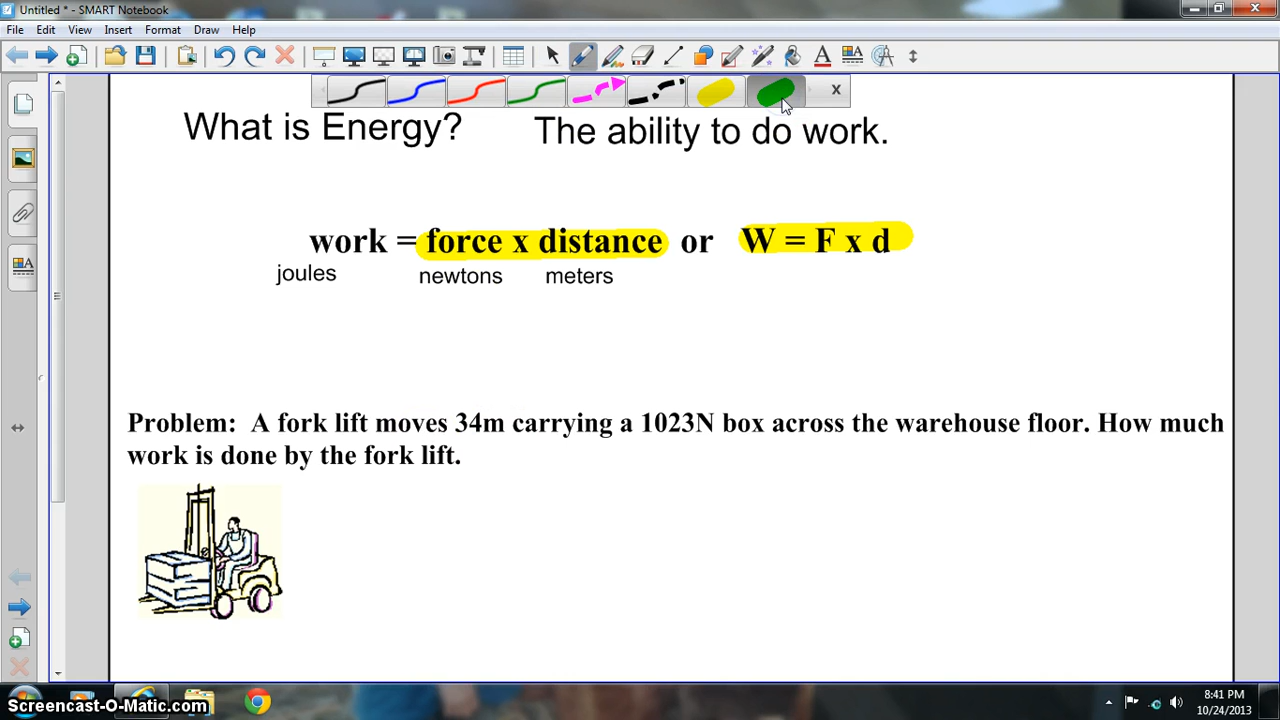 Untitled * - SMART Notebook
File Edit View Insert Format Draw Help
What is Energy? The ability to do work.
work = force x distance or W = F x d
joules newtons meters
Problem: A fork lift moves 34m carrying a 1023N box across the warehouse floor. How much
work is done by the fork lift.
8:41 PM
10/24/2013
Screencast-O-Matic.com